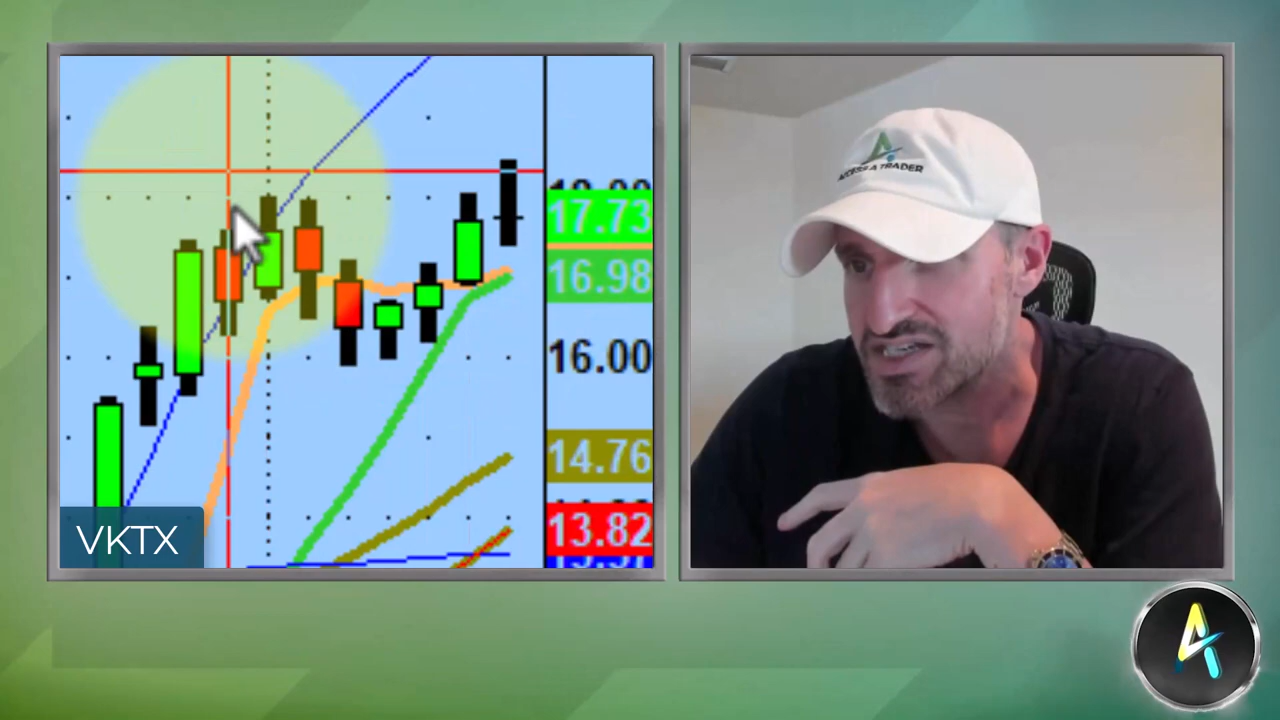 17.73
16.98
16.00
14.76
13.82
VKTX
ACCESS A TRADER